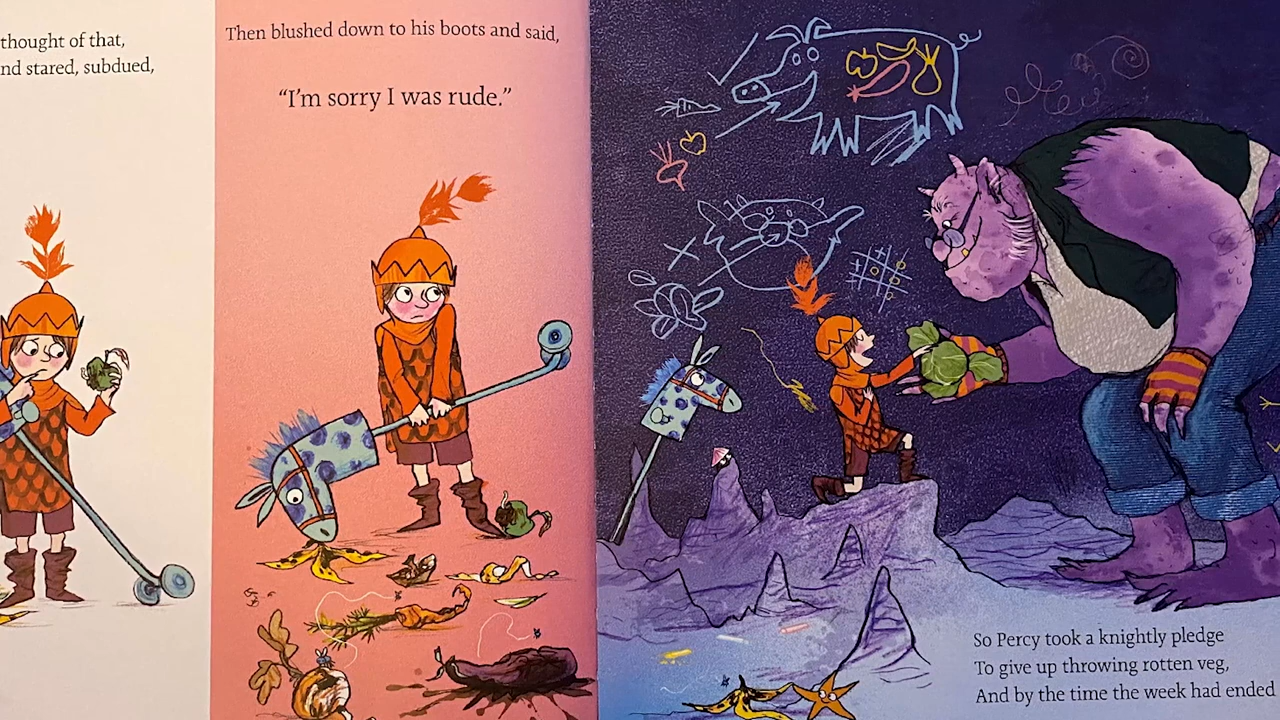 thought of that,
nd stared, subdued,
Then blushed down to his boots and said,
“I’m sorry I was rude.”
So Percy took a knightly pledge
To give up throwing rotten veg,
And by the time the week had ended